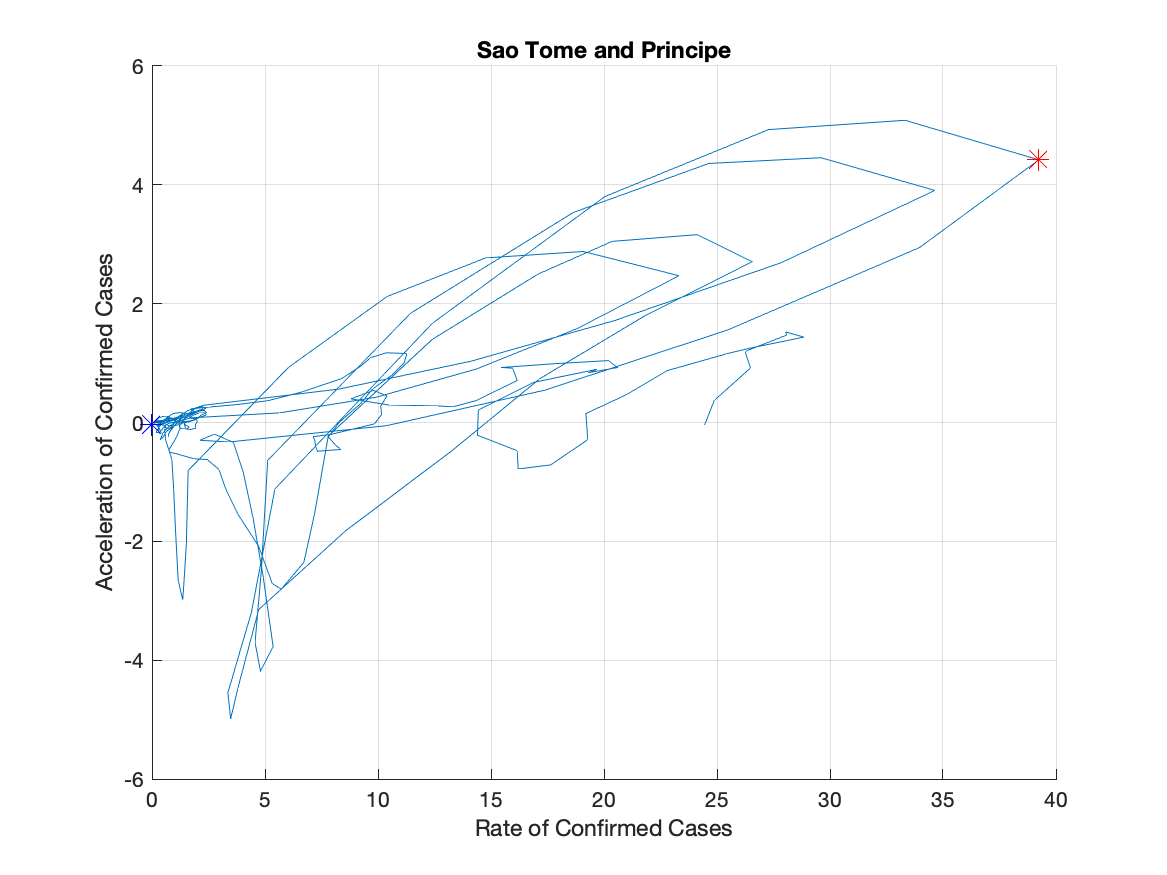 Sao Tome and Principe
6
4
2
0
-2
-4
-6
Acceleration of Confirmed Cases
0 5 10 15 20 25 30 35 40
Rate of Confirmed Cases